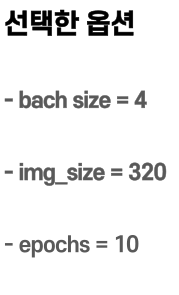 선택한 옵션
- bach size = 4
- img_size = 320
- epochs = 10